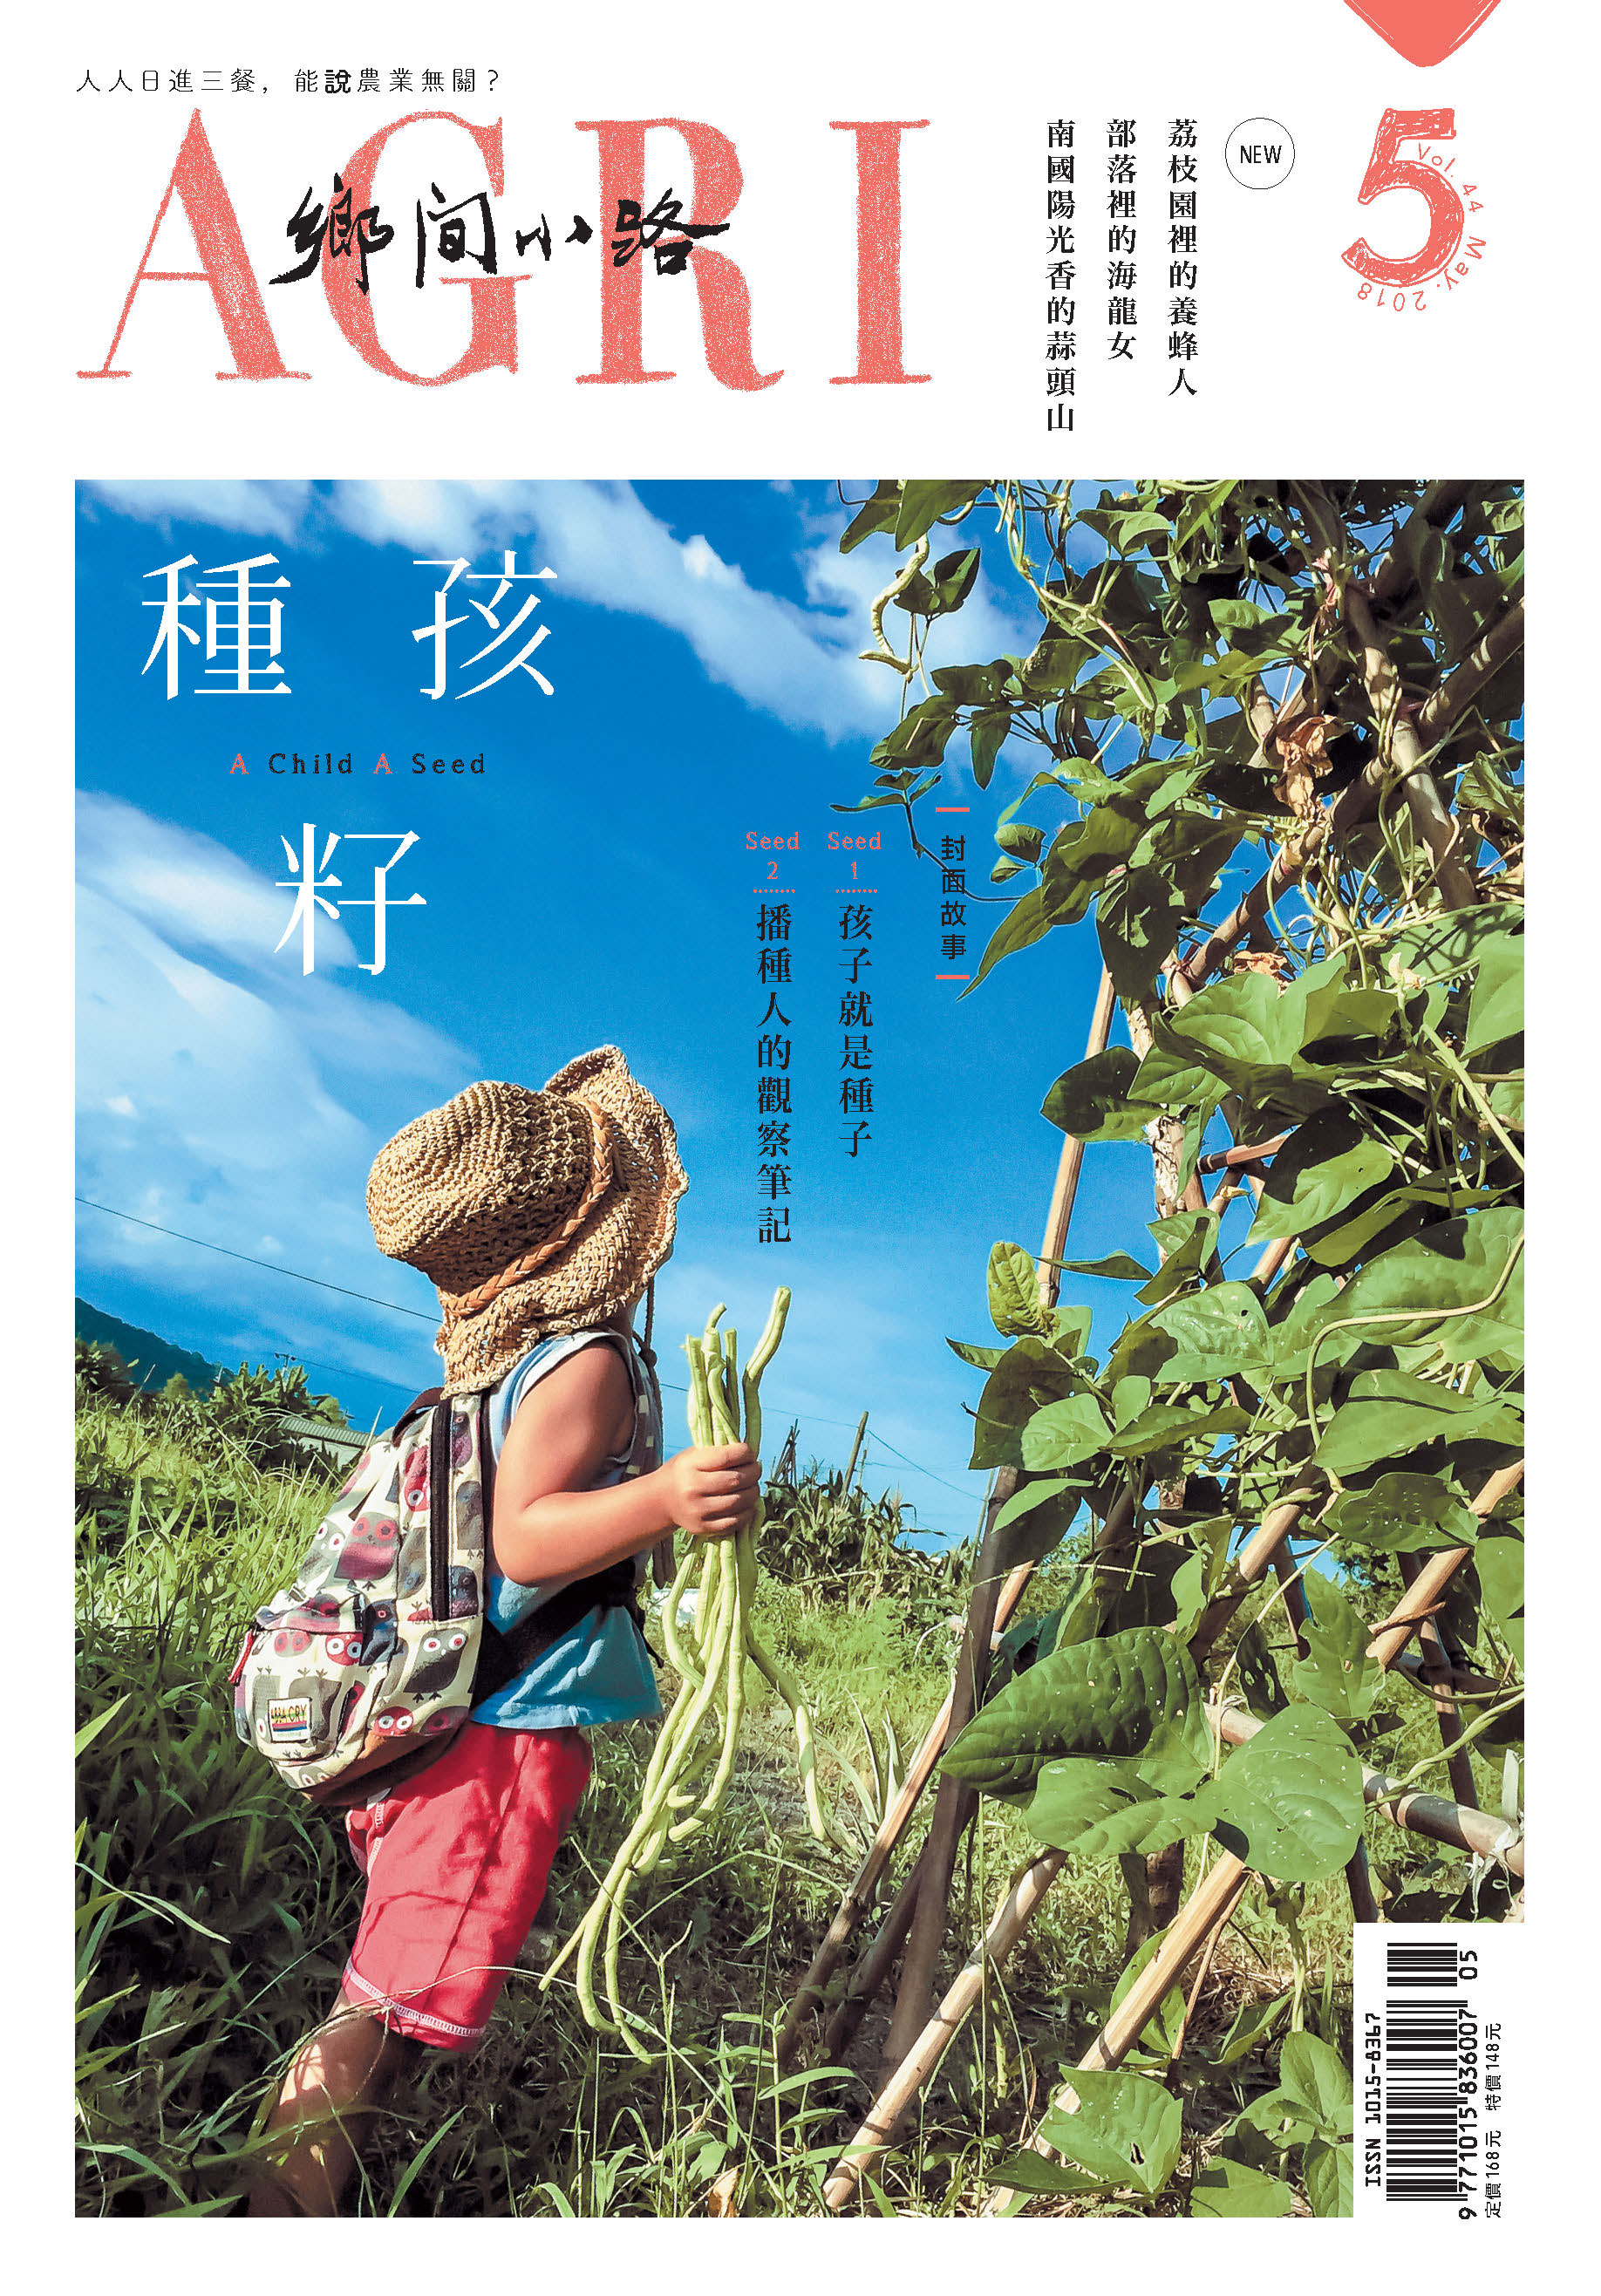 人人日進三餐，能說農業無關？
AGRI
鄉間小路
NEW
荔枝園裡的養蜂人
部落裡的海龍女
南國陽光香的蒜頭山
5
Vol. 44 May. 2018
種孩
A Child A Seed
籽
封面故事
Seed 1
孩子就是種子
Seed 2
播種人的觀察筆記
ISSN 1015-8367
9 771015 836007
05
定價168元 特價148元